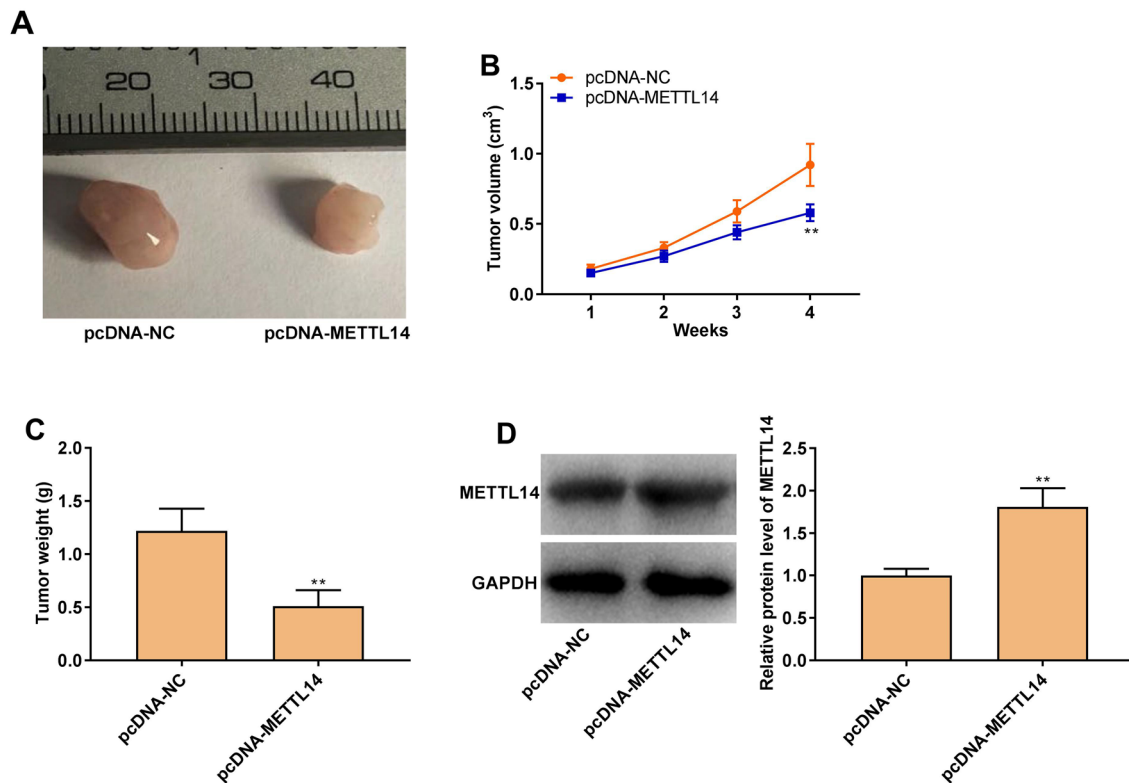 A
1
20 30 40
pcDNA-NC pcDNA-METTL14
B
pcDNA-NC
pcDNA-METTL14
Tumor volume (cm³)
1.5
1.0
0.5
0.0
**
1 2 3 4
Weeks
C
Tumor weight (g)
2.0
1.5
1.0
0.5
0.0
**
pcDNA-NC
pcDNA-METTL14
D
METTL14
GAPDH
pcDNA-NC
pcDNA-METTL14
Relative protein level of METTL14
2.5
2.0
1.5
1.0
0.5
0.0
**
pcDNA-NC
pcDNA-METTL14